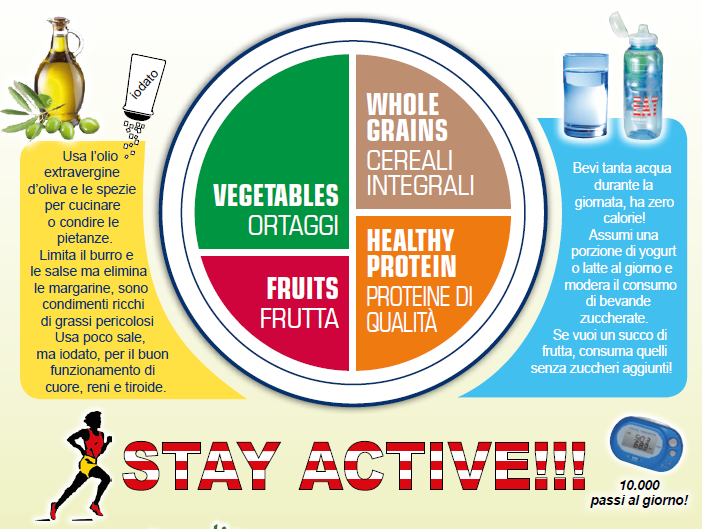 iodato
Usa l'olio
extravergine
d'oliva e le spezie
per cucinare
o condire le
pietanze.
Limita il burro e
le salse ma elimina
le margarine, sono
condimenti ricchi
di grassi pericolosi
Usa poco sale,
ma iodato, per il buon
funzionamento di
cuore, reni e tiroide.
VEGETABLES
ORTAGGI
WHOLE
GRAINS
CEREALI
INTEGRALI
FRUITS
FRUTTA
HEALTHY
PROTEIN
PROTEINE DI
QUALITÀ
EAT
Bevi tanta acqua
durante la
giornata, ha zero
calorie!
Assumi una
porzione di yogurt
o latte al giorno e
modera il consumo
di bevande
zuccherate.
Se vuoi un succo di
frutta, consuma quelli
senza zuccheri aggiunti!
STAY ACTIVE!!!
10.000
passi al giorno!